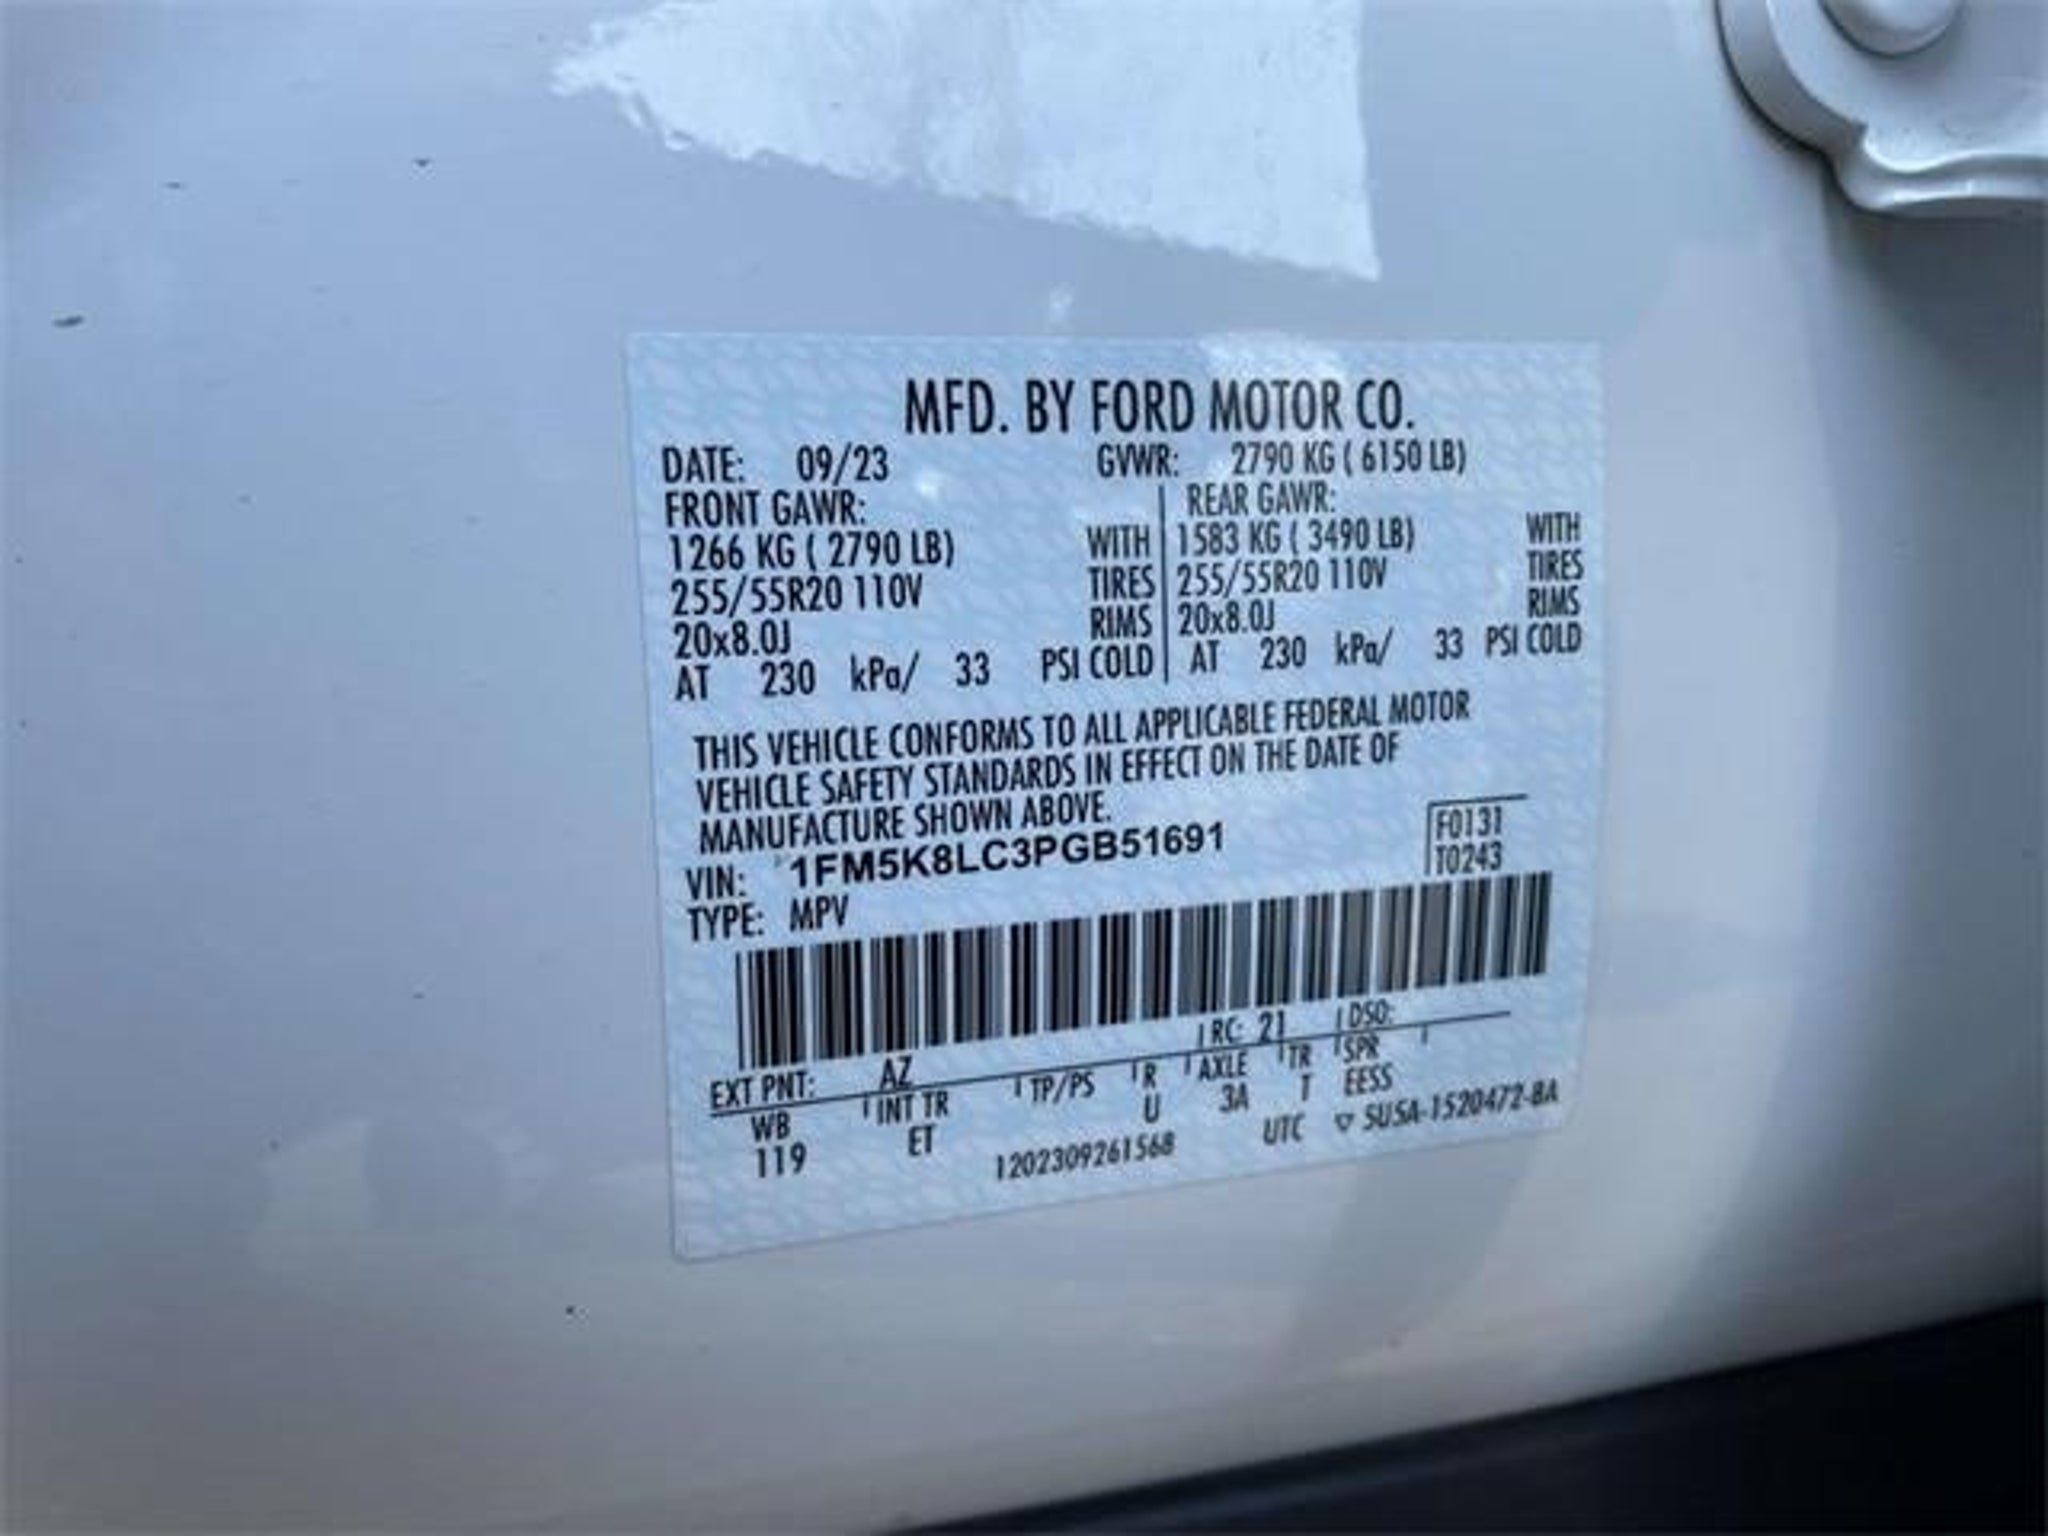 MFD. BY FORD MOTOR CO.
DATE: 09/23 GVWR: 2790 KG ( 6150 LB)
FRONT GAWR: REAR GAWR:
1266 KG ( 2790 LB) WITH 1583 KG ( 3490 LB) WITH
255/55R20 110V TIRES 255/55R20 110V TIRES
20x8.0J RIMS 20x8.0J RIMS
AT 230 kPa/ 33 PSI COLD AT 230 kPa/ 33 PSI COLD
THIS VEHICLE CONFORMS TO ALL APPLICABLE FEDERAL MOTOR
VEHICLE SAFETY STANDARDS IN EFFECT ON THE DATE OF
MANUFACTURE SHOWN ABOVE.
VIN: 1FM5K8LC3PGB51691 F0131
TYPE: MPV T0243
EXT PNT: AZ RC: 21 DSO:
WB INT TR TP/PS R AXLE TR SPR
119 ET U 3A T EESS
1202309261568 UTC ▽ SU5A-1520472-BA